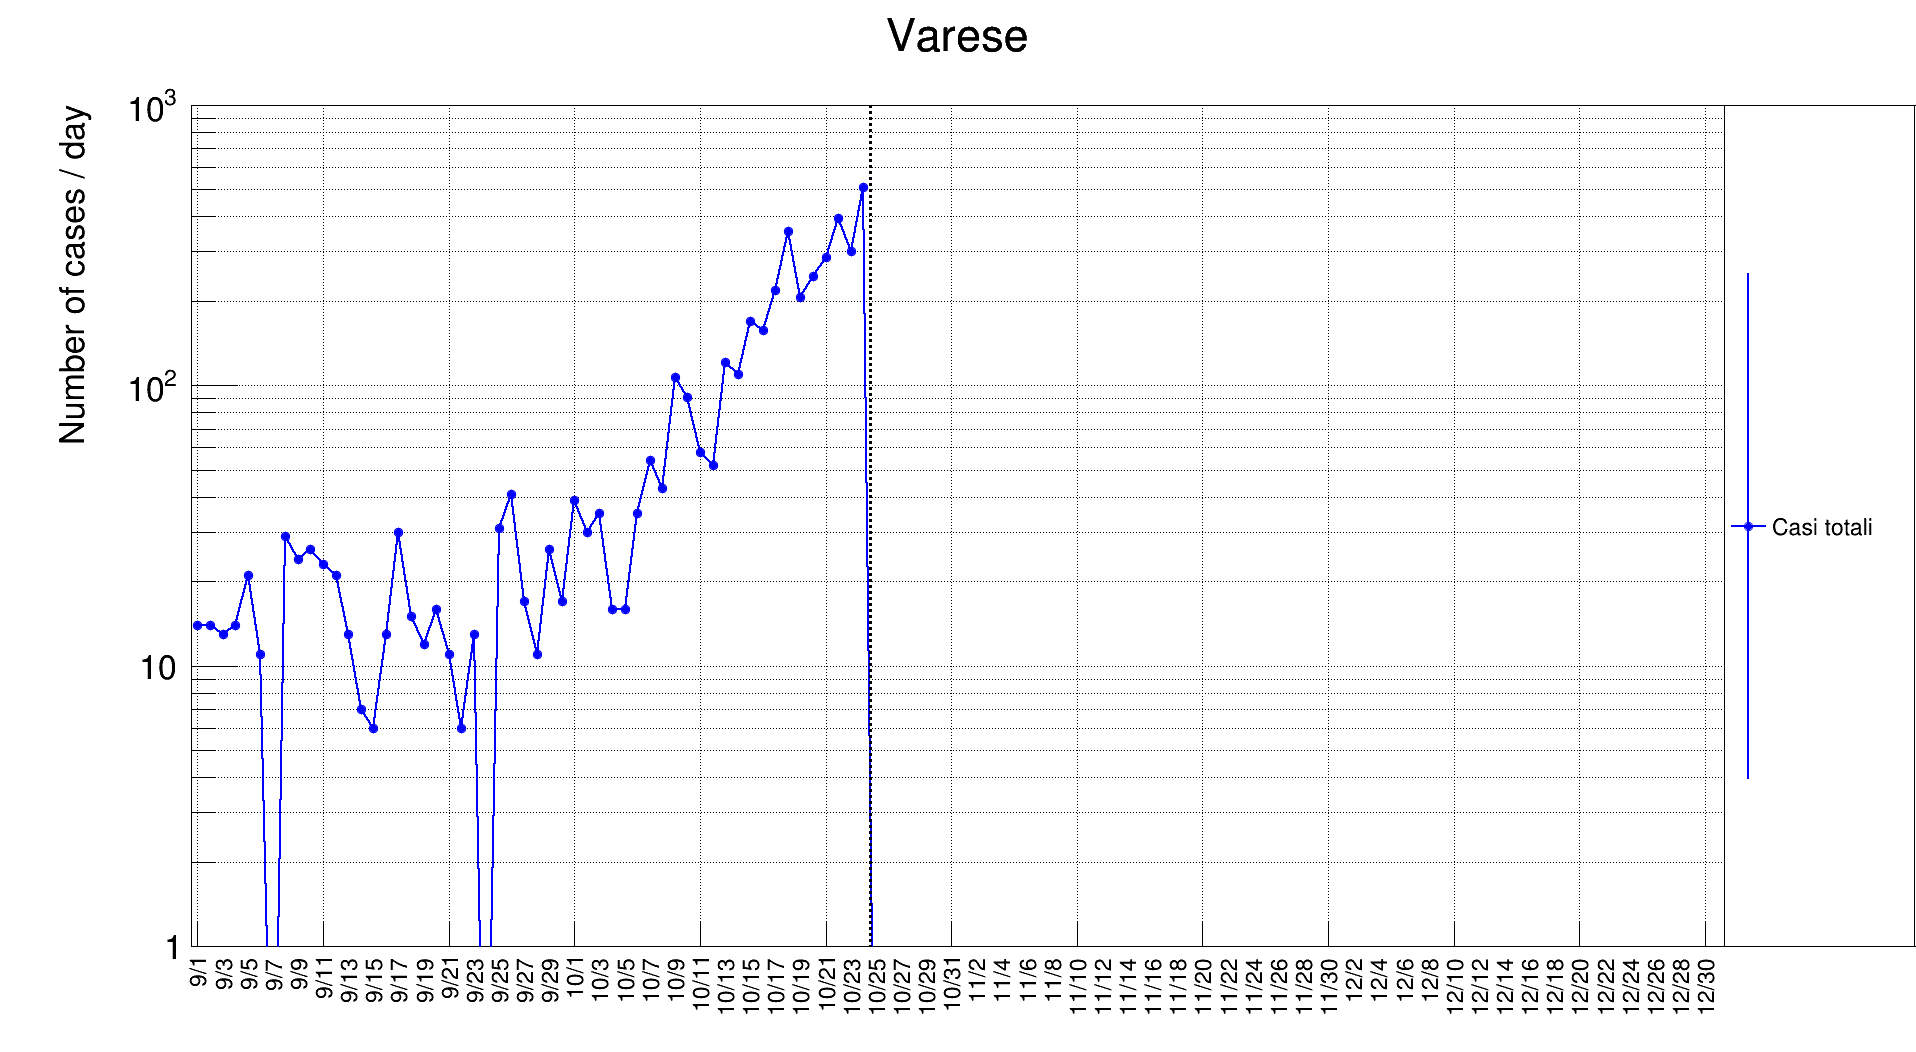 Varese
Number of cases / day
10³
10²
10
1
9/1 9/3 9/5 9/7 9/9 9/11 9/13 9/15 9/17 9/19 9/21 9/23 9/25 9/27 9/29 10/1 10/3 10/5 10/7 10/9 10/11 10/13 10/15 10/17 10/19 10/21 10/23 10/25 10/27 10/29 10/31 11/2 11/4 11/6 11/8 11/10 11/12 11/14 11/16 11/18 11/20 11/22 11/24 11/26 11/28 11/30 12/2 12/4 12/6 12/8 12/10 12/12 12/14 12/16 12/18 12/20 12/22 12/24 12/26 12/28 12/30
Casi totali